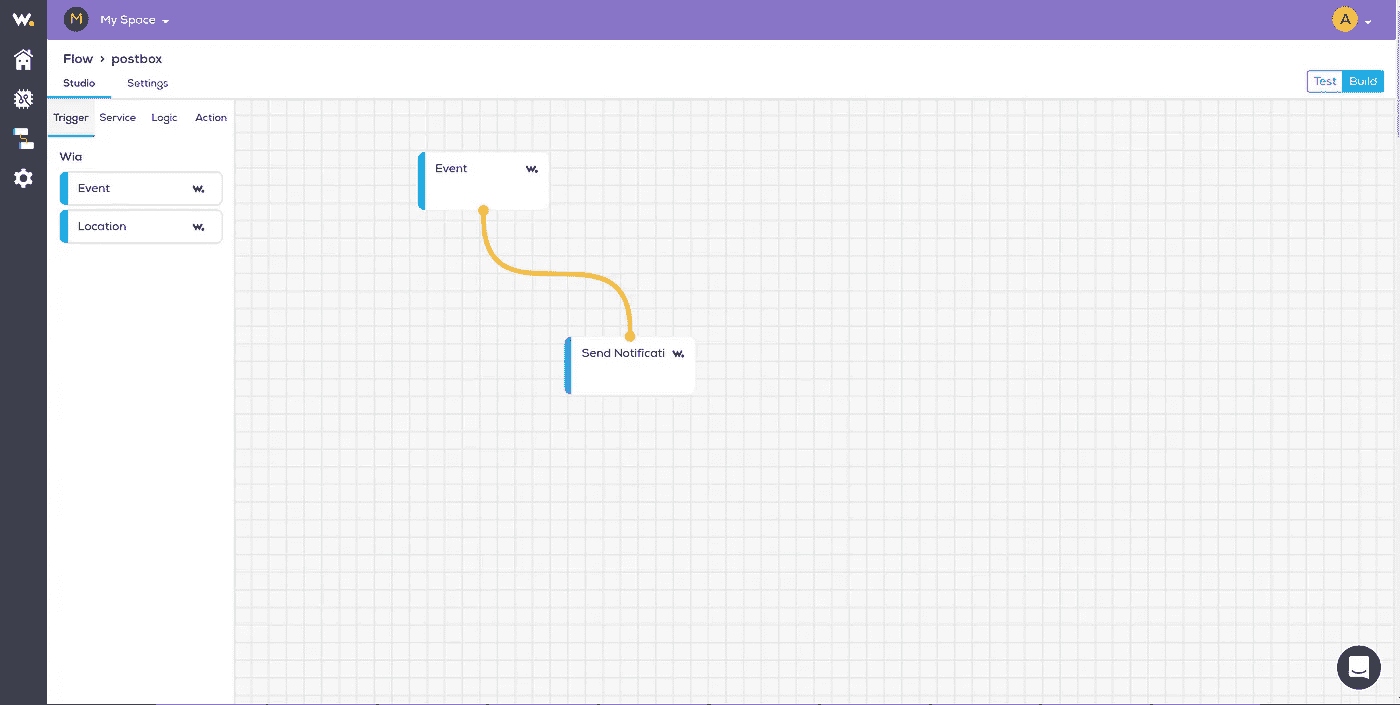 W. M My Space A
Flow > postbox
Studio Settings
Test Build
Trigger Service Logic Action
Wia
Event W.
Location W.
Event W.
Send Notificati W.